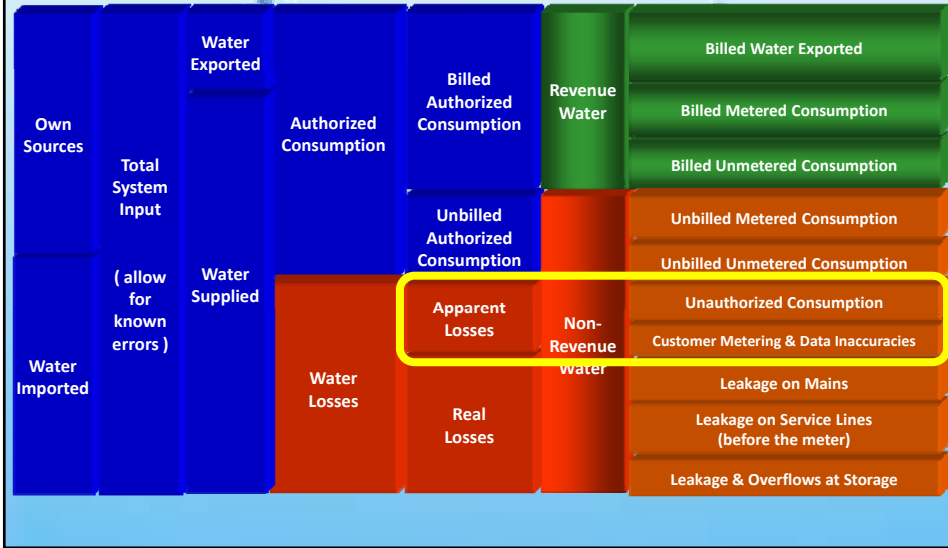 Own
Sources
Water
Imported
Total
System
Input
( allow
for
known
errors )
Water
Exported
Water
Supplied
Authorized
Consumption
Water
Losses
Billed
Authorized
Consumption
Unbilled
Authorized
Consumption
Apparent
Losses
Real
Losses
Revenue
Water
Non-
Revenue
Water
Billed Water Exported
Billed Metered Consumption
Billed Unmetered Consumption
Unbilled Metered Consumption
Unbilled Unmetered Consumption
Unauthorized Consumption
Customer Metering & Data Inaccuracies
Leakage on Mains
Leakage on Service Lines
(before the meter)
Leakage & Overflows at Storage